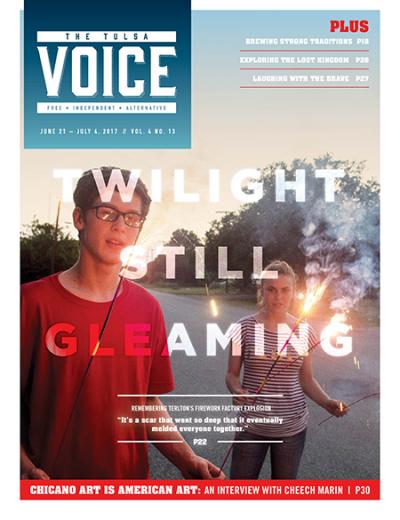 THE TULSA
VOICE
FREE • INDEPENDENT • ALTERNATIVE
JUNE 21 – JULY 4, 2017 // VOL. 4 NO. 13
PLUS
BREWING STRONG TRADITIONS P18
EXPLORING THE LOST KINGDOM P26
LAUGHING WITH THE BRAVE P27
TWILIGHT
STILL
GLEAMING
REMEMBERING TERLTON'S FIREWORK FACTORY EXPLOSION
"It's a scar that went so deep that it eventually
melded everyone together."
P22
CHICANO ART IS AMERICAN ART: AN INTERVIEW WITH CHEECH MARIN | P30